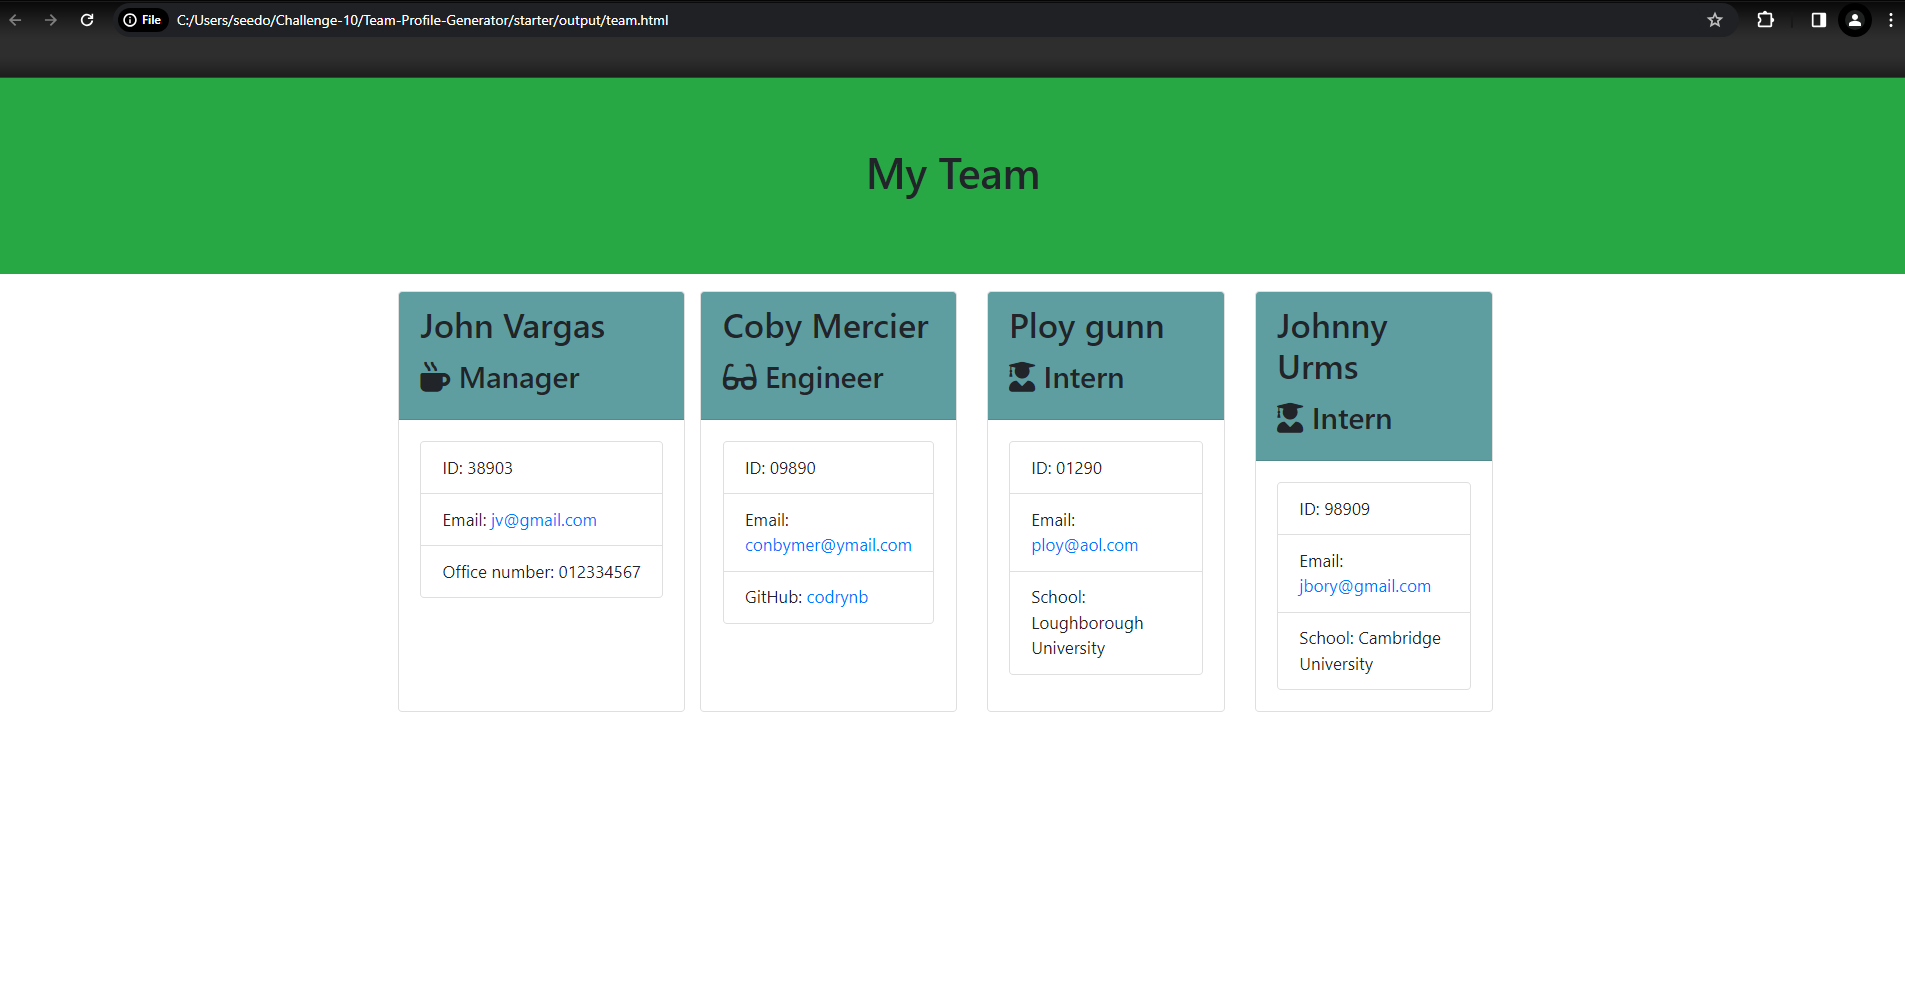 File C:/Users/seedo/Challenge-10/Team-Profile-Generator/starter/output/team.html
My Team
John Vargas
Manager
ID: 38903
Email: jv@gmail.com
Office number: 012334567
Coby Mercier
Engineer
ID: 09890
Email:
conbymer@ymail.com
GitHub: codrynb
Ploy gunn
Intern
ID: 01290
Email:
ploy@aol.com
School:
Loughborough
University
Johnny
Urms
Intern
ID: 98909
Email:
jbory@gmail.com
School: Cambridge
University